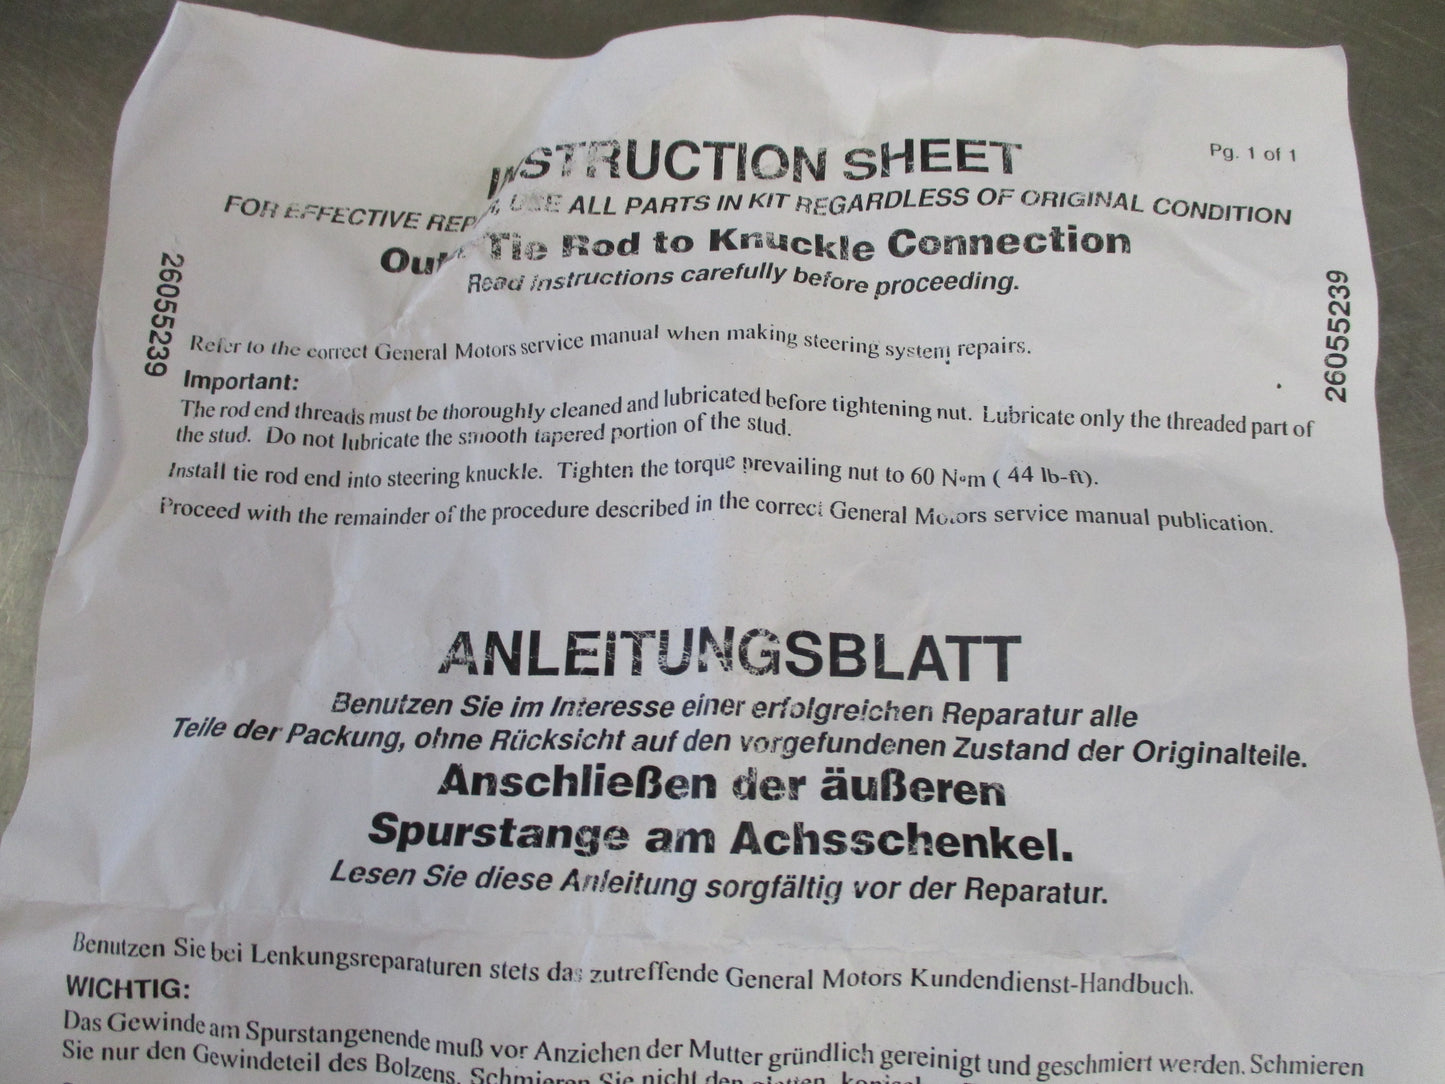 INSTRUCTION SHEET
Pg. 1 of 1
FOR EFFECTIVE REPAIR, USE ALL PARTS IN KIT REGARDLESS OF ORIGINAL CONDITION
Outer Tie Rod to Knuckle Connection
Read instructions carefully before proceeding.
26055239
26055239
Refer to the correct General Motors service manual when making steering system repairs.
Important:
The rod end threads must be thoroughly cleaned and lubricated before tightening nut. Lubricate only the threaded part of
the stud. Do not lubricate the smooth tapered portion of the stud.
Install tie rod end into steering knuckle. Tighten the torque prevailing nut to 60 N•m ( 44 lb-ft).
Proceed with the remainder of the procedure described in the correct General Motors service manual publication.
ANLEITUNGSBLATT
Benutzen Sie im Interesse einer erfolgreichen Reparatur alle
Teile der Packung, ohne Rücksicht auf den vorgefundenen Zustand der Originalteile.
Anschließen der äußeren
Spurstange am Achsschenkel.
Lesen Sie diese Anleitung sorgfältig vor der Reparatur.
Benutzen Sie bei Lenkungsreparaturen stets das zutreffende General Motors Kundendienst-Handbuch.
WICHTIG:
Das Gewinde am Spurstangenende muß vor Anziehen der Mutter gründlich gereinigt und geschmiert werden. Schmieren
Sie nur den Gewindeteil des Bolzens. Schmieren Sie nicht den